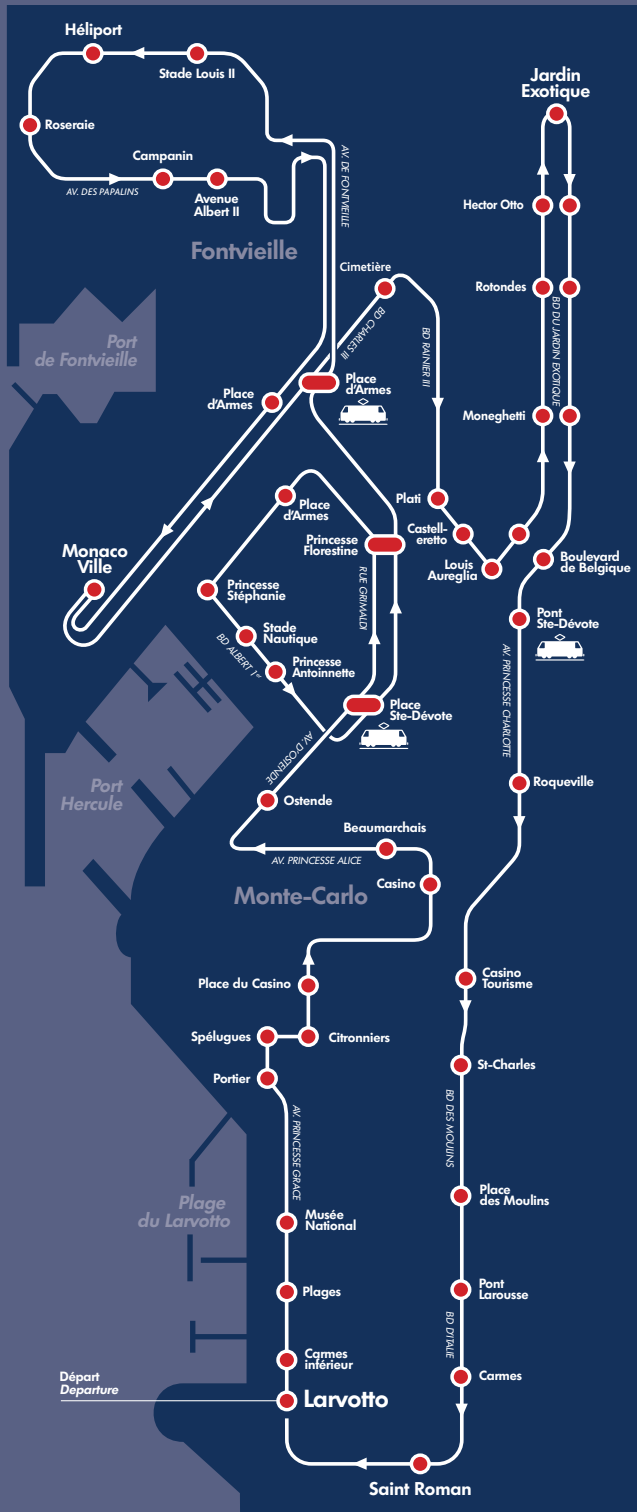 Héliport
Stade Louis II
Roseraie
Campanin
AV. DES PAPALINS
Avenue
Albert II
AV. DE FONTVIEILLE
Fontvieille
Jardin
Exotique
Hector Otto
Rotondes
BD DU JARDIN EXOTIQUE
Moneghetti
Cimetière
BD CHARLES III
BD RAINIER III
Port
de Fontvieille
Place
d'Armes
Place
d'Armes
Plati
Castell-
eretto
Louis
Aureglia
Boulevard
de Belgique
Pont
Ste-Dévote
Place
d'Armes
Princesse
Florestine
Monaco
Ville
Princesse
Stéphanie
RUE GRIMALDI
Stade
Nautique
BD ALBERT 1er
Princesse
Antoinnette
Place
Ste-Dévote
AV. PRINCESSE CHARLOTTE
AV. D'OSTENDE
Port
Hercule
Ostende
Roqueville
Beaumarchais
AV. PRINCESSE ALICE
Casino
Monte-Carlo
Place du Casino
Casino
Tourisme
Spélugues
Citronniers
Portier
St-Charles
AV. PRINCESSE GRACE
BD DES MOULINS
Plage
du Larvotto
Place
des Moulins
Musée
National
Plages
Pont
Larousse
BD D'ITALIE
Carmes
inférieur
Carmes
Départ
Departure
Larvotto
Saint Roman